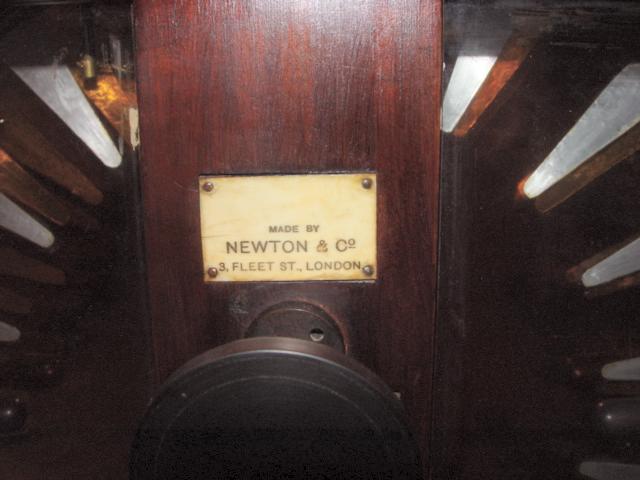 MADE BY
NEWTON & Co
3, FLEET ST., LONDON